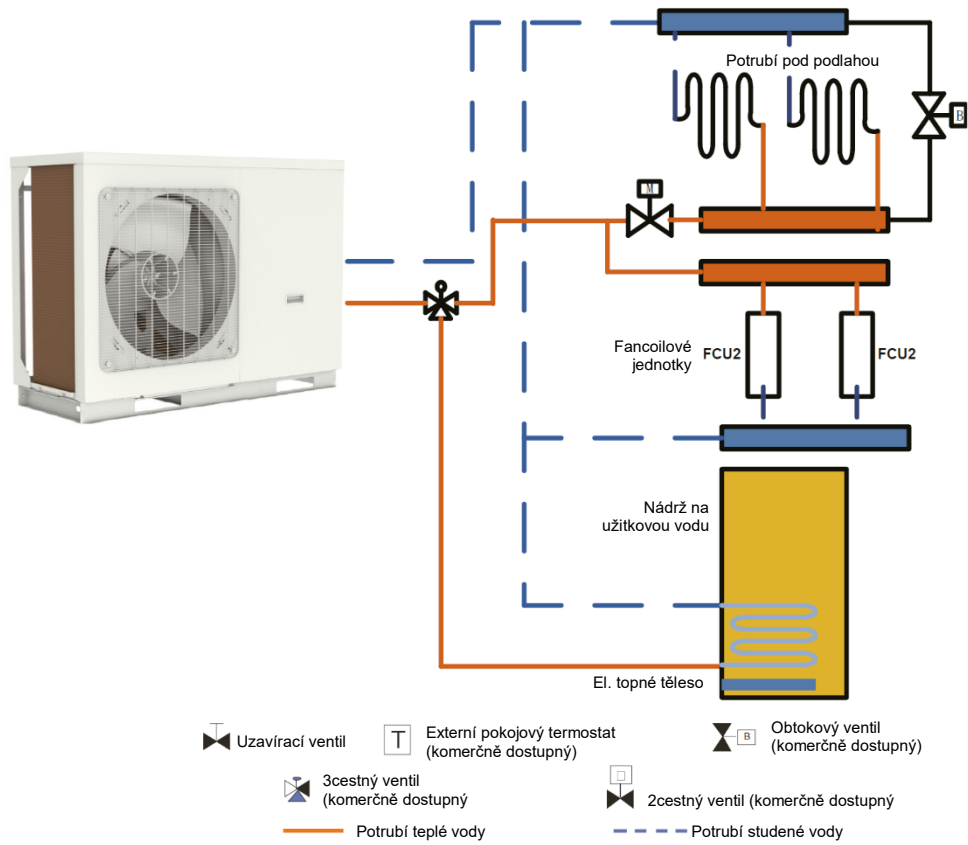 Potrubí pod podlahou
B
M
Fancoilové
jednotky
FCU2
FCU2
Nádrž na
užitkovou vodu
El. topné těleso
Uzavírací ventil
T
Externí pokojový termostat
(komerčně dostupný)
B
Obtokový ventil
(komerčně dostupný)
3cestný ventil
(komerčně dostupný
2cestný ventil (komerčně dostupný
Potrubí teplé vody
Potrubí studené vody